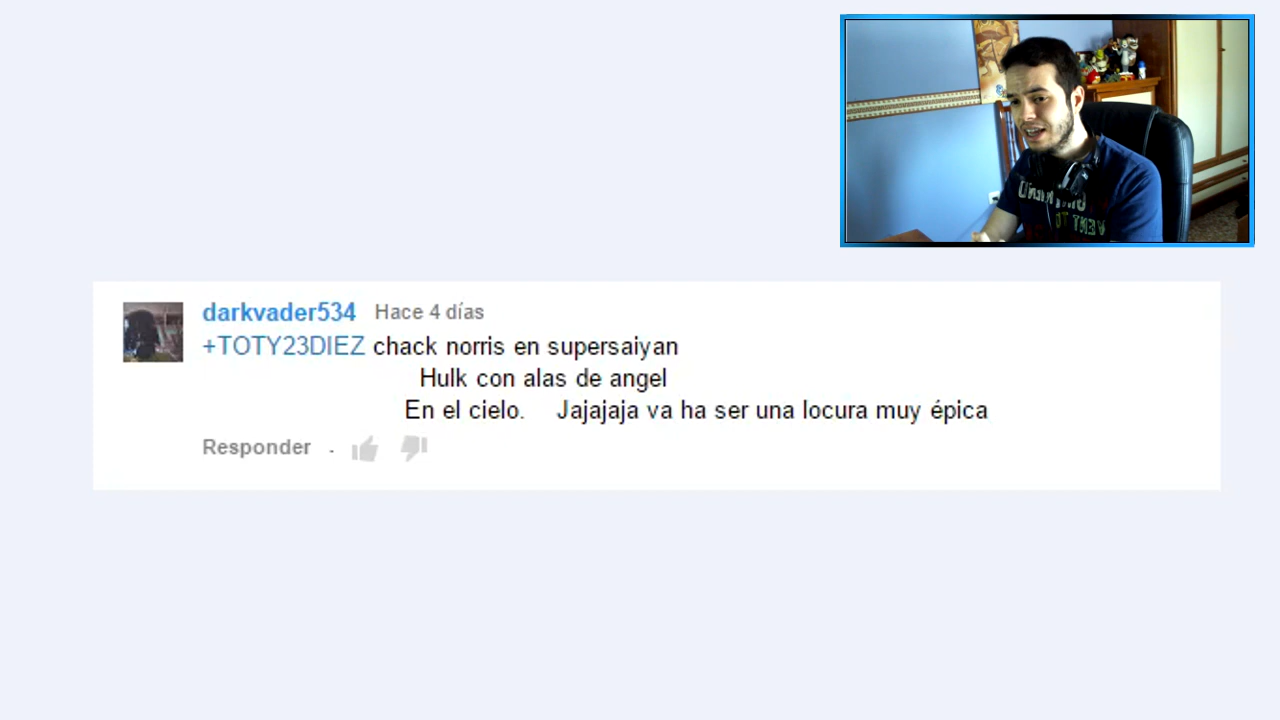 darkvader534 Hace 4 días
+TOTY23DIEZ chack norris en supersaiyan
Hulk con alas de angel
En el cielo. Jajajaja va ha ser una locura muy épica
Responder .